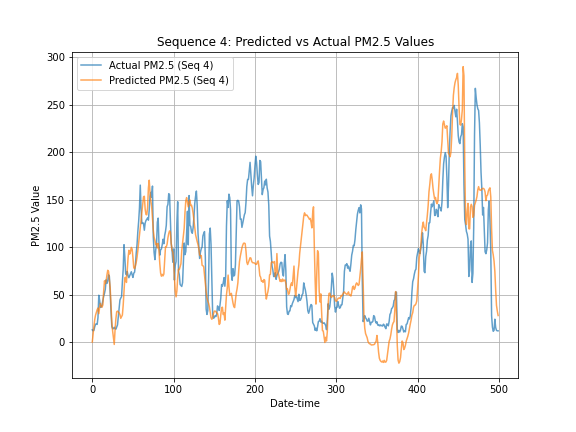 Sequence 4: Predicted vs Actual PM2.5 Values
Actual PM2.5 (Seq 4)
Predicted PM2.5 (Seq 4)
PM2.5 Value
300
250
200
150
100
50
0
0
100
200
300
400
500
Date-time